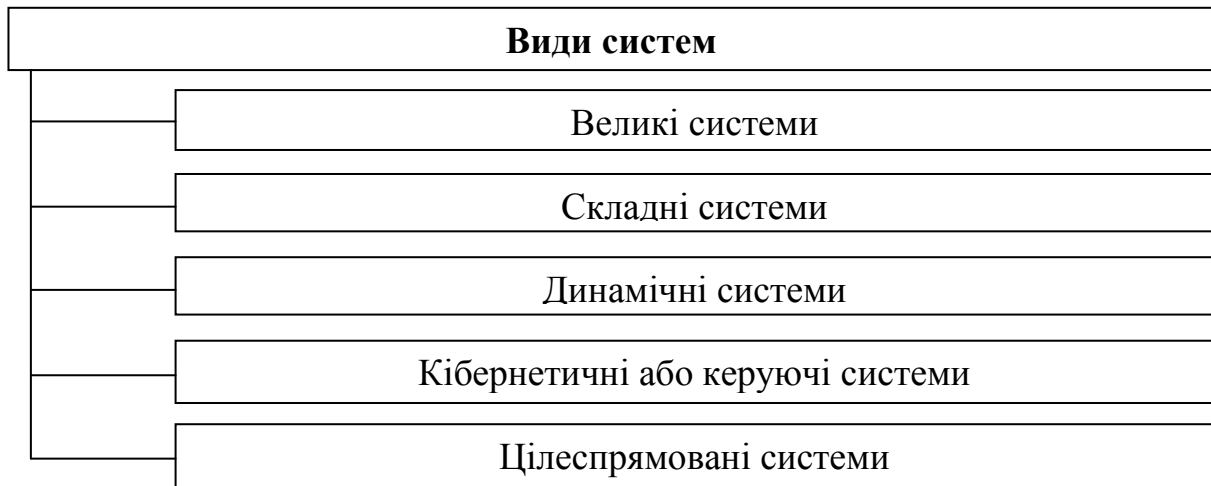 Види систем
Великі системи
Складні системи
Динамічні системи
Кібернетичні або керуючі системи
Цілеспрямовані системи